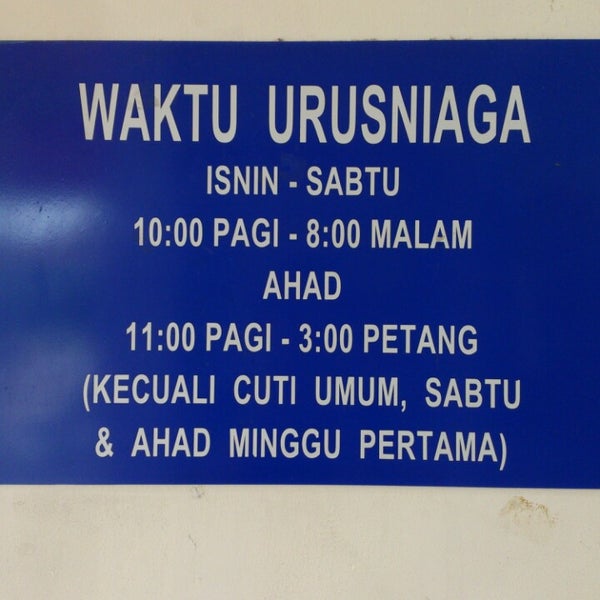 WAKTU URUSNIAGA
ISNIN - SABTU
10:00 PAGI - 8:00 MALAM
AHAD
11:00 PAGI - 3:00 PETANG
(KECUALI CUTI UMUM, SABTU
& AHAD MINGGU PERTAMA)